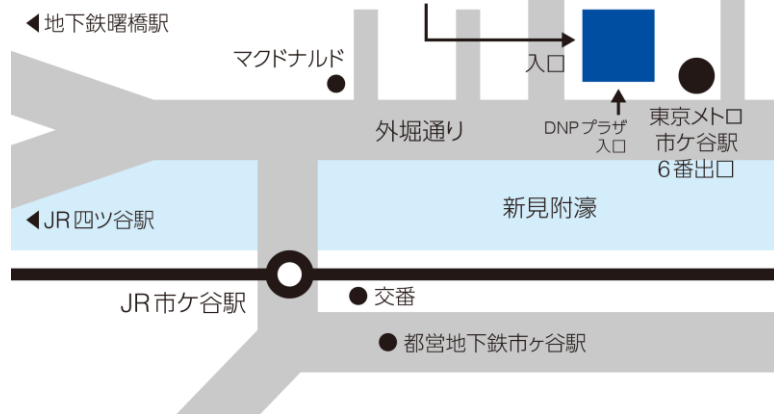 地下鉄曙橋駅
マクドナルド
入口
外堀通り
DNPプラザ
入口
東京メトロ
市ケ谷駅
6番出口
JR四ツ谷駅
新見附濠
JR市ケ谷駅
交番
都営地下鉄市ヶ谷駅